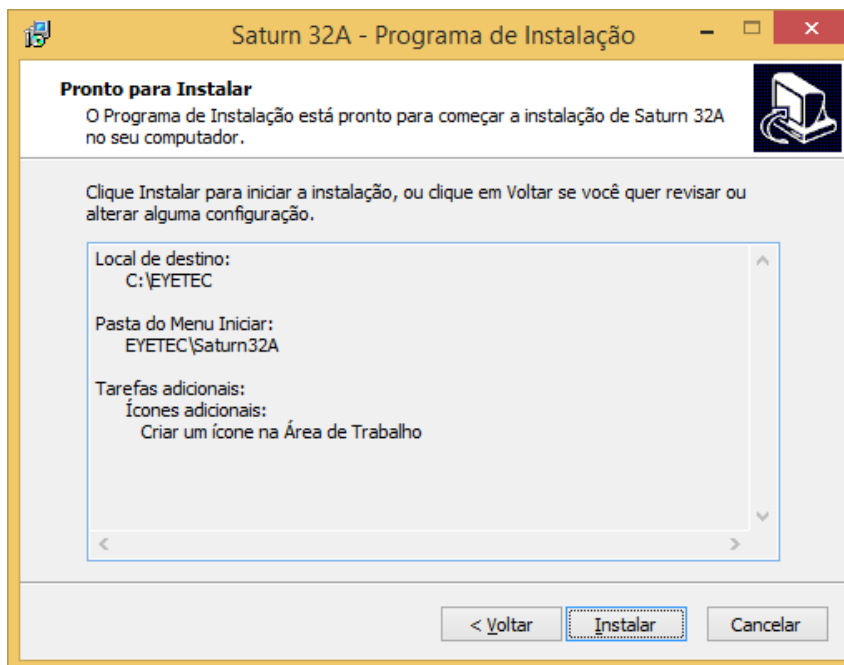 Saturn 32A - Programa de Instalação
Pronto para Instalar
O Programa de Instalação está pronto para começar a instalação de Saturn 32A
no seu computador.
Clique Instalar para iniciar a instalação, ou clique em Voltar se você quer revisar ou
alterar alguma configuração.
Local de destino:
C:\EYETEC
Pasta do Menu Iniciar:
EYETEC\Saturn32A
Tarefas adicionais:
Ícones adicionais:
Criar um ícone na Área de Trabalho
< Voltar Instalar Cancelar